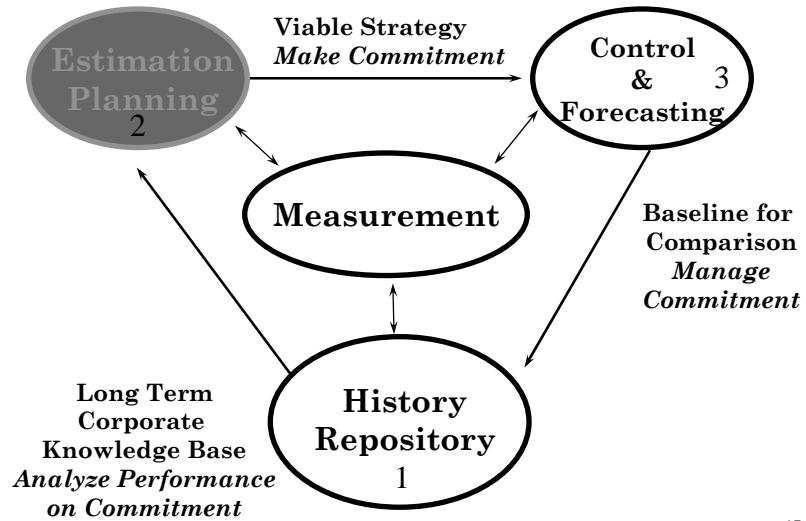 Viable Strategy
Make Commitment
Estimation
Planning
2
Control
&
Forecasting
3
Measurement
Baseline for
Comparison
Manage
Commitment
History
Repository
1
Long Term
Corporate
Knowledge Base
Analyze Performance
on Commitment